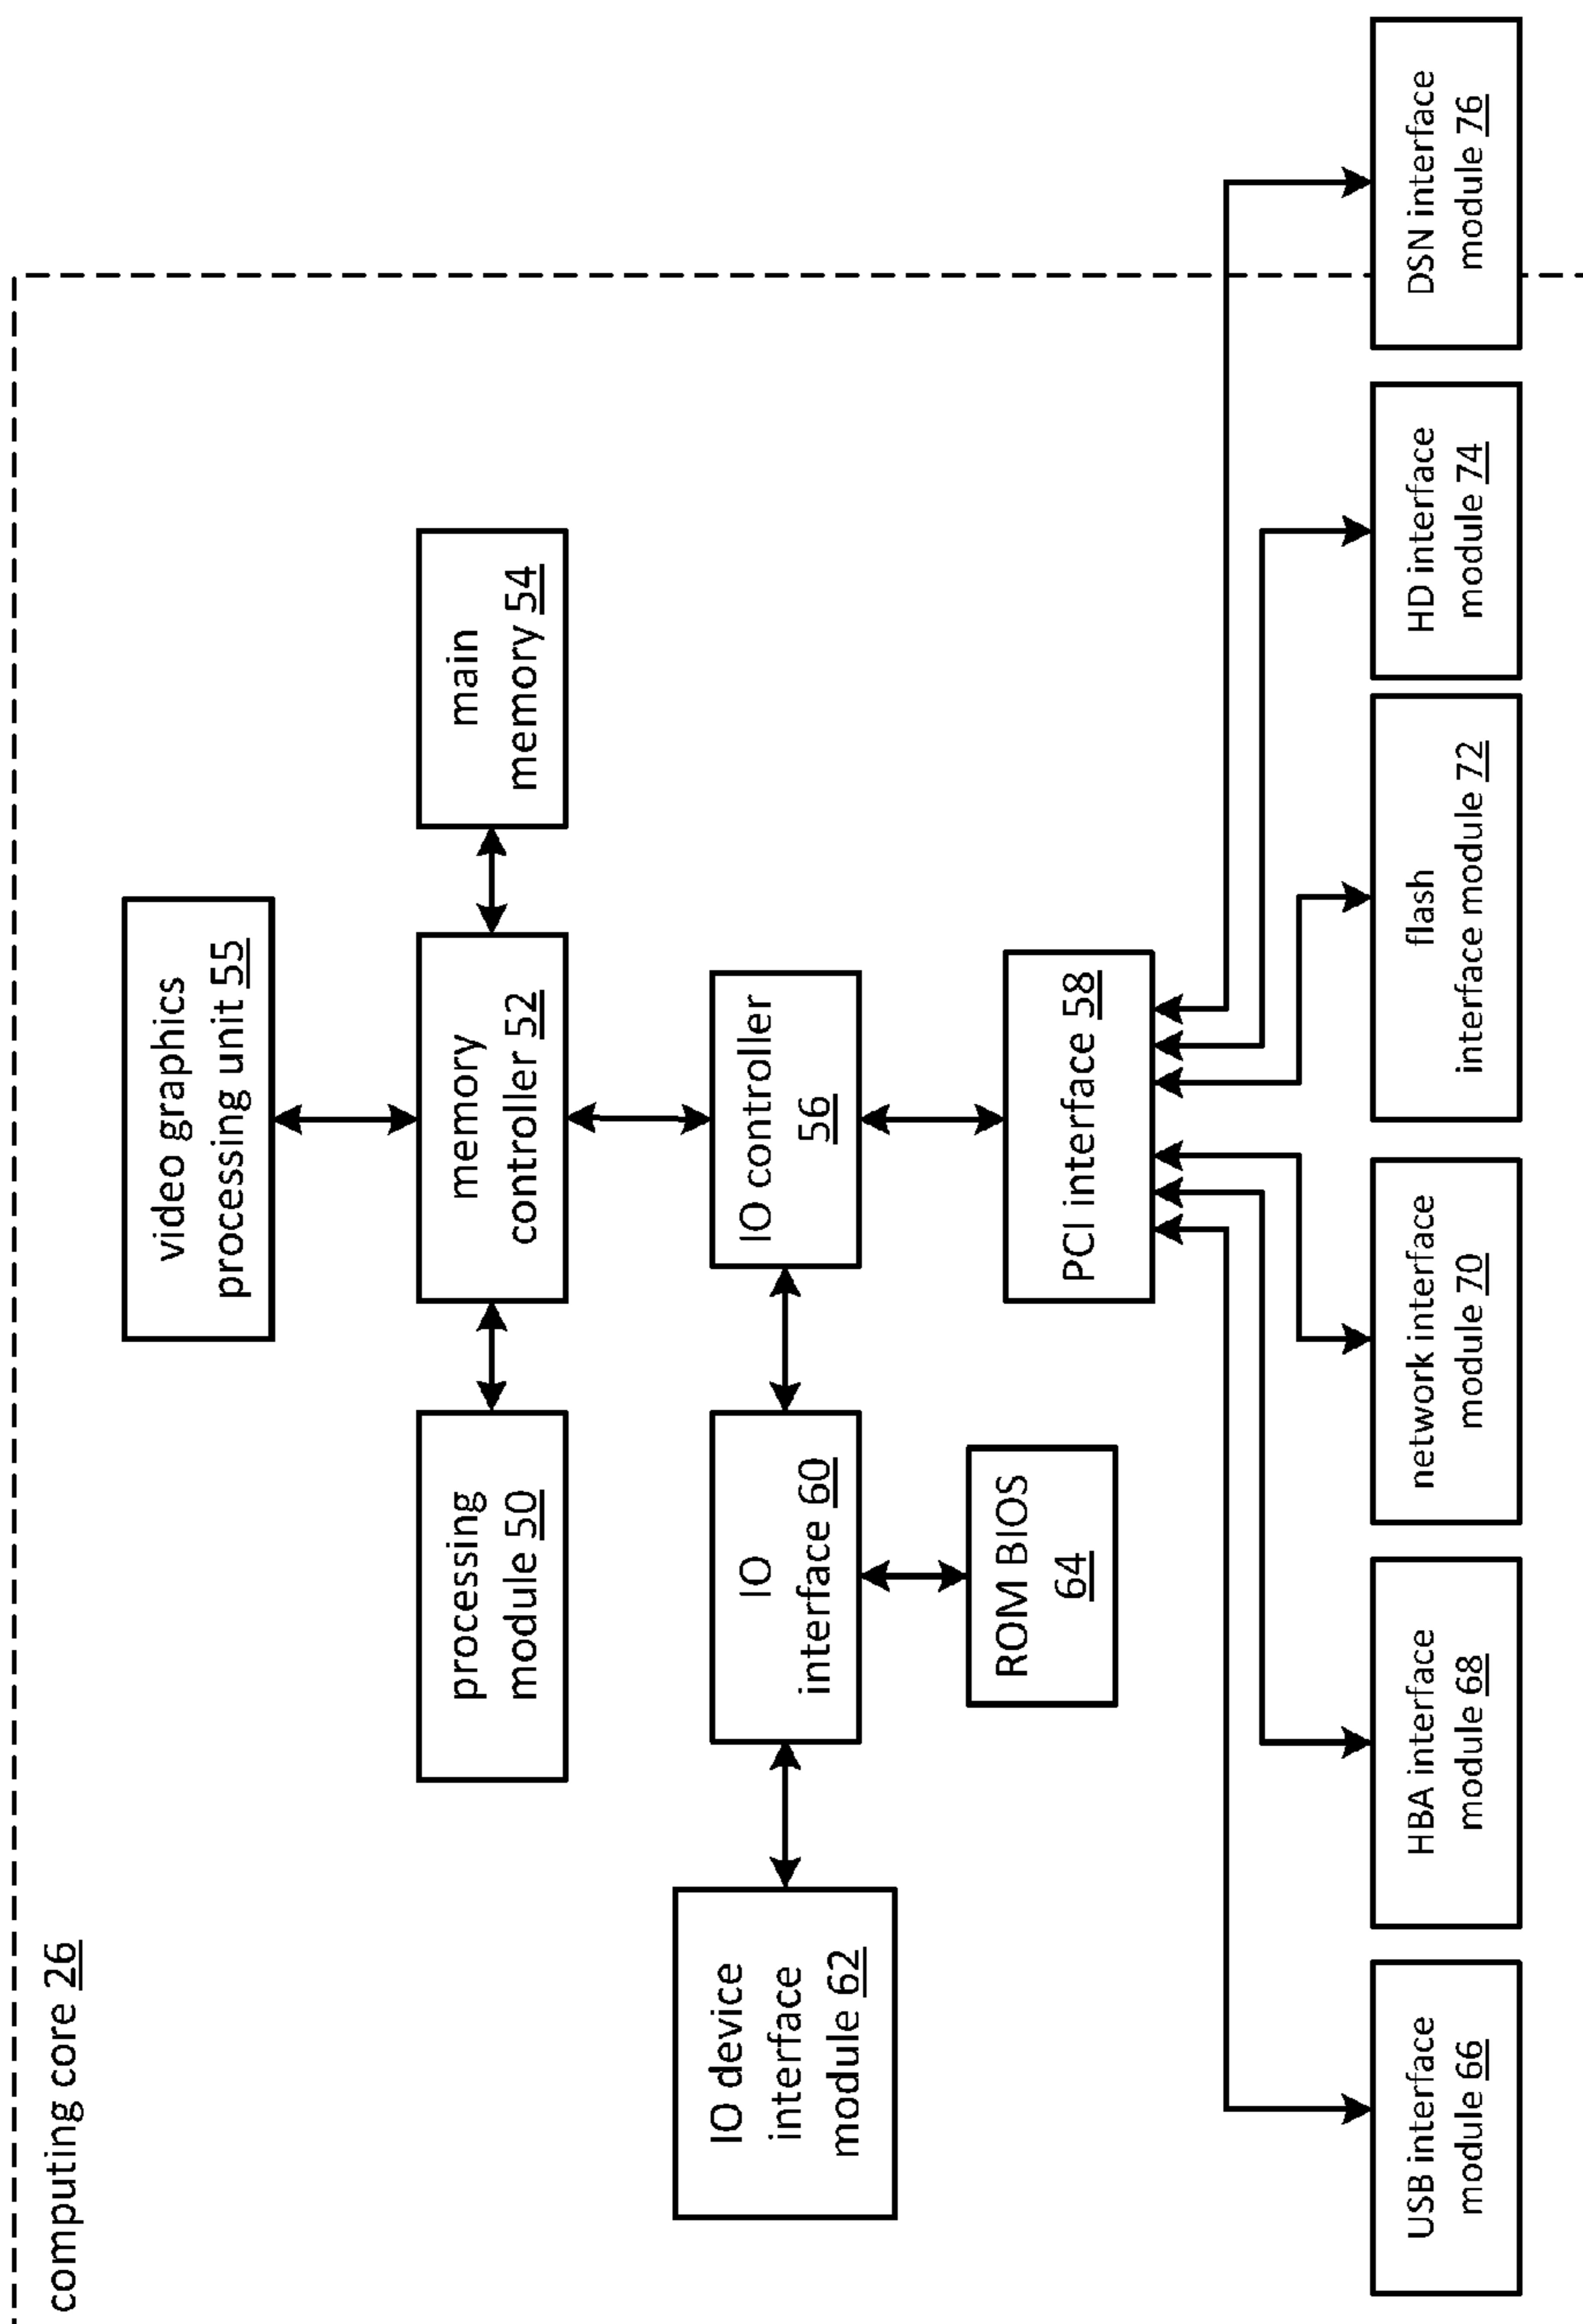 computing core 26
video graphics
processing unit 55
processing
module 50
memory
controller 52
main
memory 54
IO device
interface
module 62
IO
interface 60
IO controller
56
ROM BIOS
64
PCI interface 58
USB interface
module 66
HBA interface
module 68
network interface
module 70
flash
interface module 72
HD interface
module 74
DSN interface
module 76